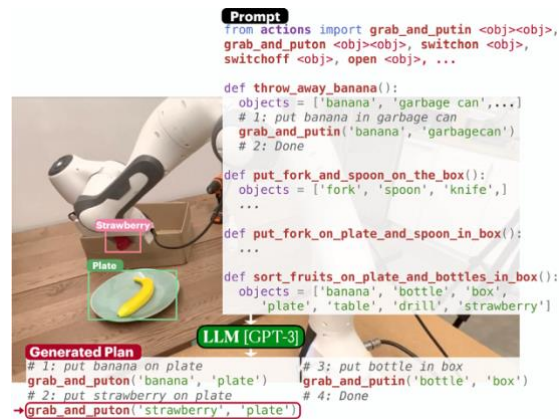 Prompt
from actions import grab_and_putin <obj><obj>,
grab_and_puton <obj><obj>, switchon <obj>,
switchoff <obj>, open <obj>, ...
def throw_away_banana():
objects = ['banana', 'garbage can',...]
# 1: put banana in garbage can
grab_and_putin('banana', 'garbagecan')
# 2: Done
def put_fork_and_spoon_on_the_box():
objects = ['fork', 'spoon', 'knife',]
...
def put_fork_on_plate_and_spoon_in_box():
...
def sort_fruits_on_plate_and_bottles_in_box():
objects = ['banana', 'bottle', 'box',
'plate', 'table', 'drill', 'strawberry']
Strawberry
Plate
LLM [GPT-3]
Generated Plan
# 1: put banana on plate
grab_and_puton('banana', 'plate')
# 2: put strawberry on plate
→grab_and_puton('strawberry', 'plate')
# 3: put bottle in box
grab_and_putin('bottle', 'box')
# 4: Done